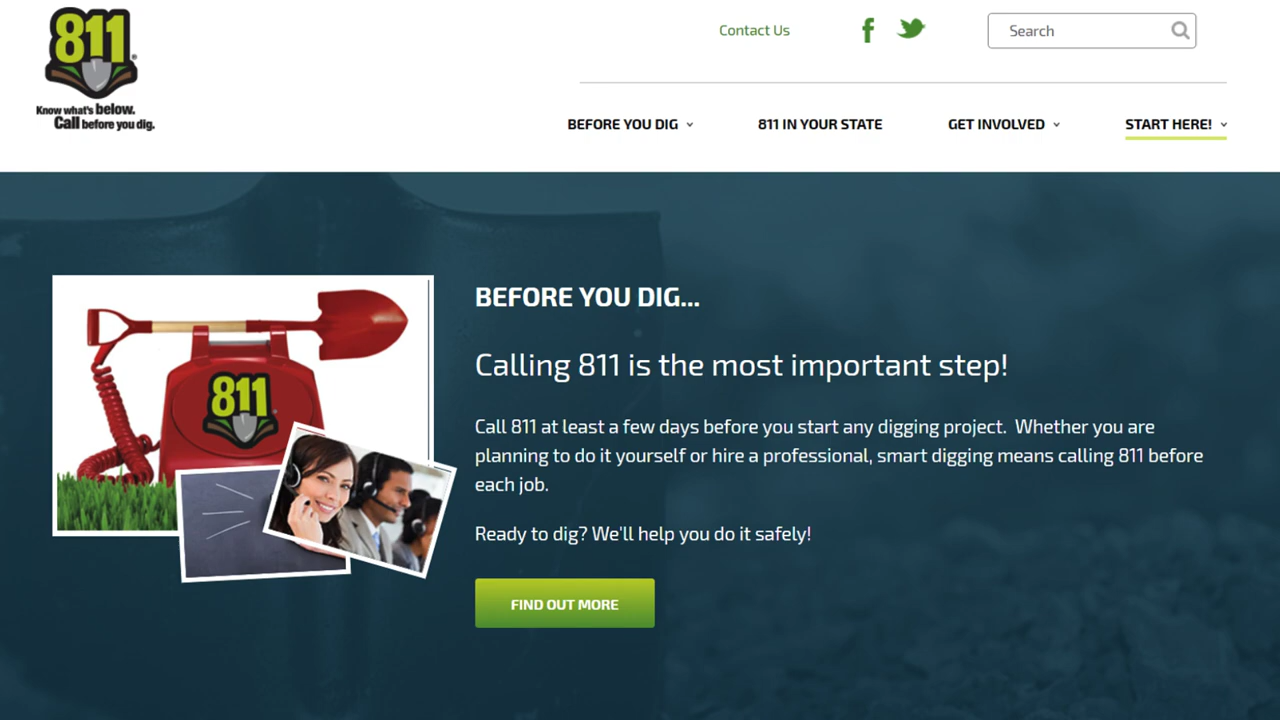 811
Know what's below.
Call before you dig.
Contact Us
Search
BEFORE YOU DIG
811 IN YOUR STATE
GET INVOLVED
START HERE!
811
BEFORE YOU DIG...
Calling 811 is the most important step!
Call 811 at least a few days before you start any digging project.  Whether you are
planning to do it yourself or hire a professional, smart digging means calling 811 before
each job.
Ready to dig? We'll help you do it safely!
FIND OUT MORE